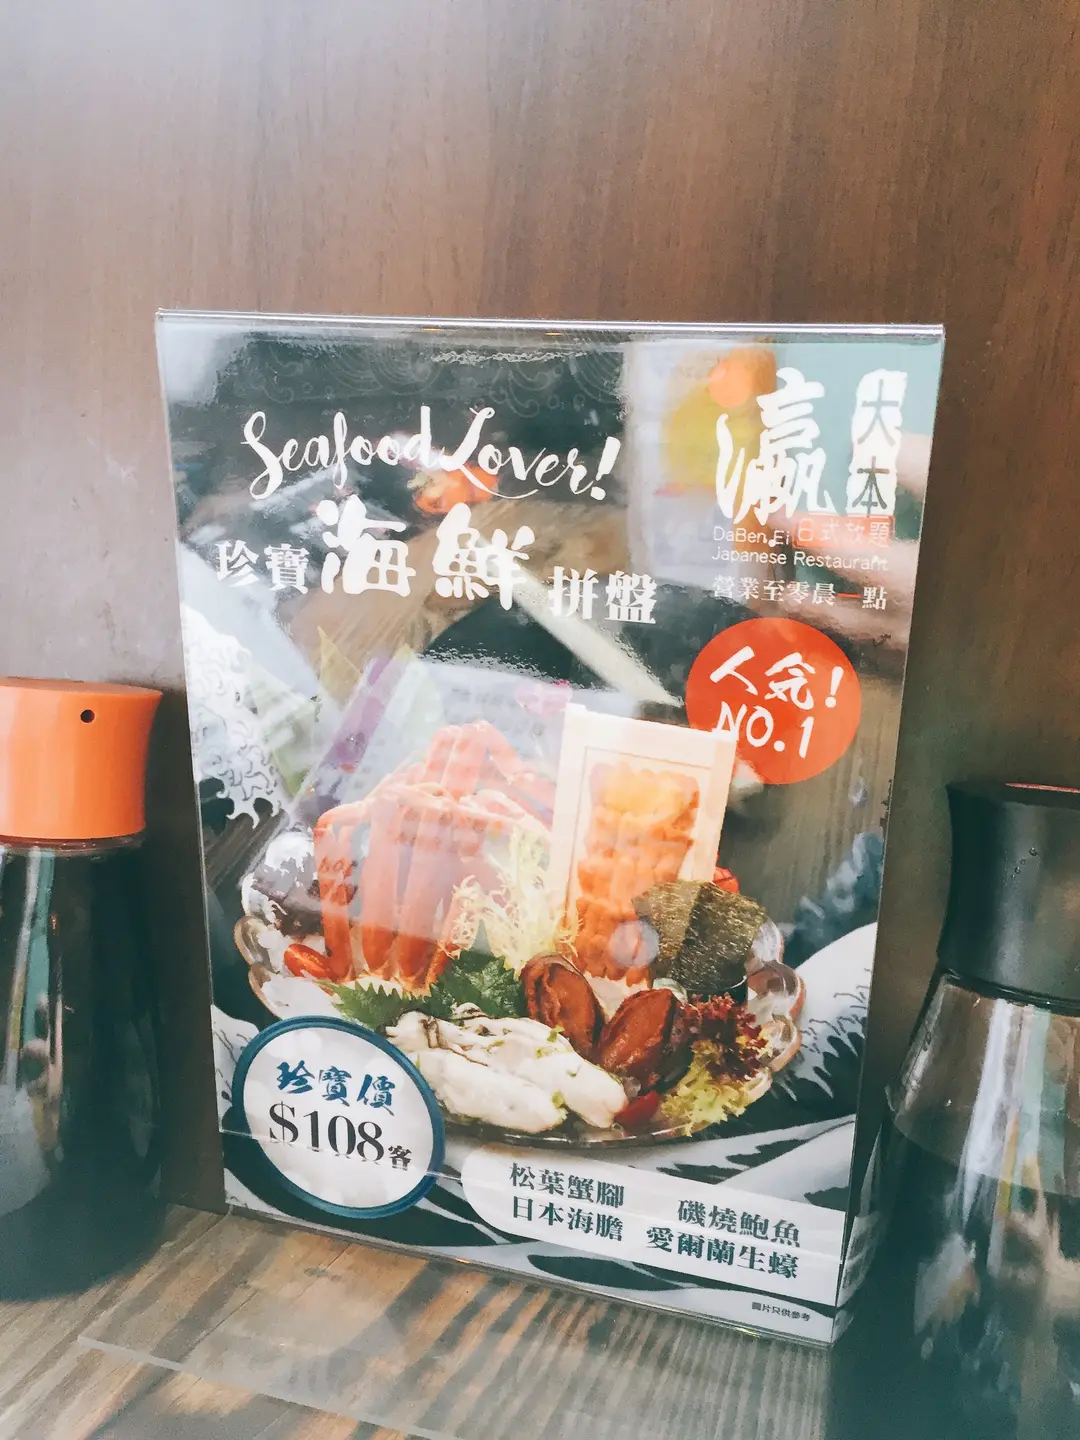 Seafood Lover!
珍寶海鮮拼盤
瀛
大本
DaBen Ei 日式放題
Japanese Restaurant
營業至零晨一點
人気!
NO.1
珍寶價
$108客
松葉蟹腳 磯燒鮑魚
日本海膽 愛爾蘭生蠔
圖片只供參考